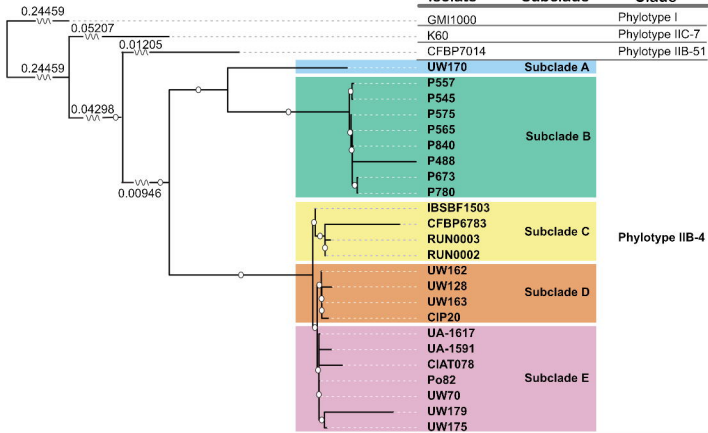 Isolate Subclade Clade
0.24459 GMI1000 Phylotype I
0.05207 K60 Phylotype IIC-7
0.01205 CFBP7014 Phylotype IIB-51
0.24459 UW170 Subclade A
P557
P545
0.04298 P575
P565 Subclade B
P840
P488
P673
0.00946 P780
IBSBF1503
CFBP6783 Subclade C
RUN0003 Phylotype IIB-4
RUN0002
UW162
UW128 Subclade D
UW163
CIP20
UA-1617
UA-1591
CIAT078
Po82 Subclade E
UW70
UW179
UW175